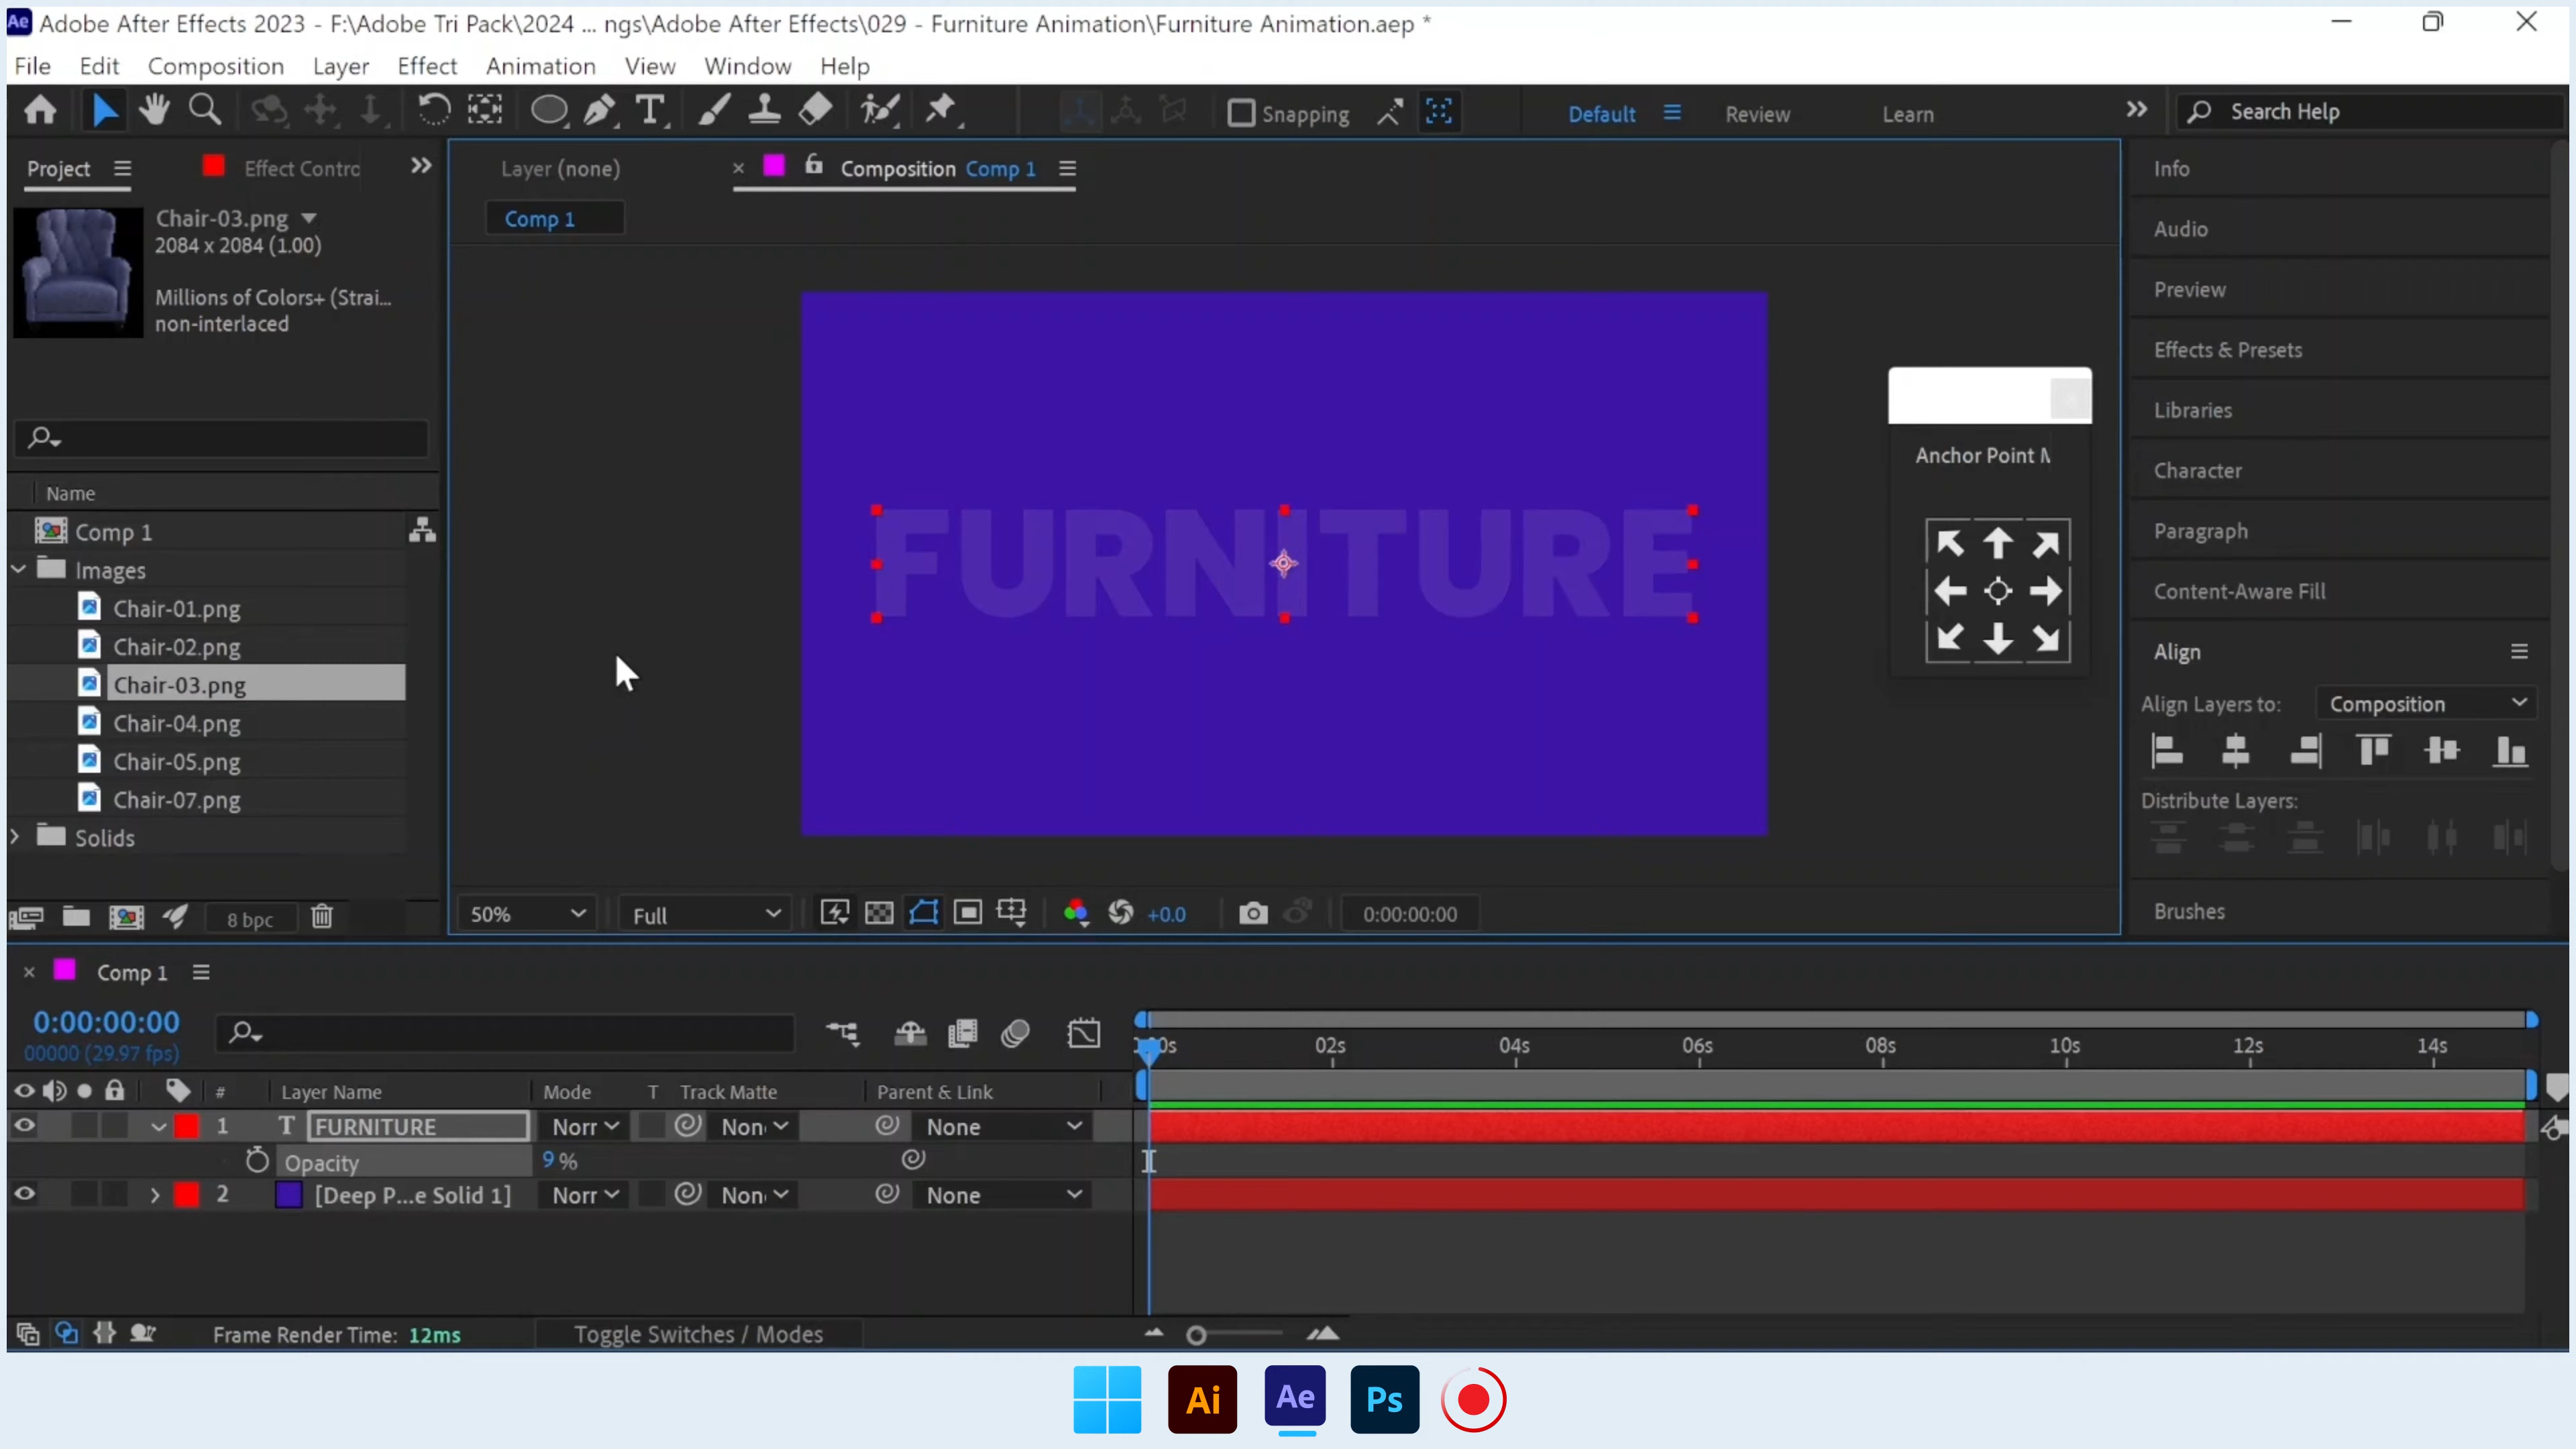 Ae Adobe After Effects 2023 - F:\Adobe Tri Pack\2024 ... ngs\Adobe After Effects\029 - Furniture Animation\Furniture Animation.aep *
File Edit Composition Layer Effect Animation View Window Help
T Snapping Default Review Learn Search Help
Project Effect Contro
Chair-03.png
2084 x 2084 (1.00)
Millions of Colors+ (Strai...
non-interlaced
Name
Comp 1
Images
Chair-01.png
Chair-02.png
Chair-03.png
Chair-04.png
Chair-05.png
Chair-07.png
Solids
8 bpc
Layer (none) × Composition Comp 1
Comp 1
FURNITURE
Anchor Point M
50% Full +0.0 0:00:00:00
Info
Audio
Preview
Effects & Presets
Libraries
Character
Paragraph
Content-Aware Fill
Align
Align Layers to: Composition
Distribute Layers:
Brushes
× Comp 1
0:00:00:00
00000 (29.97 fps)
02s 04s 06s 08s 10s 12s 14s
# Layer Name Mode T Track Matte Parent & Link
1 T FURNITURE Norr Non None
Opacity 9 %
2 [Deep P...e Solid 1] Norr Non None
Frame Render Time: 12ms Toggle Switches / Modes
Ai Ae Ps